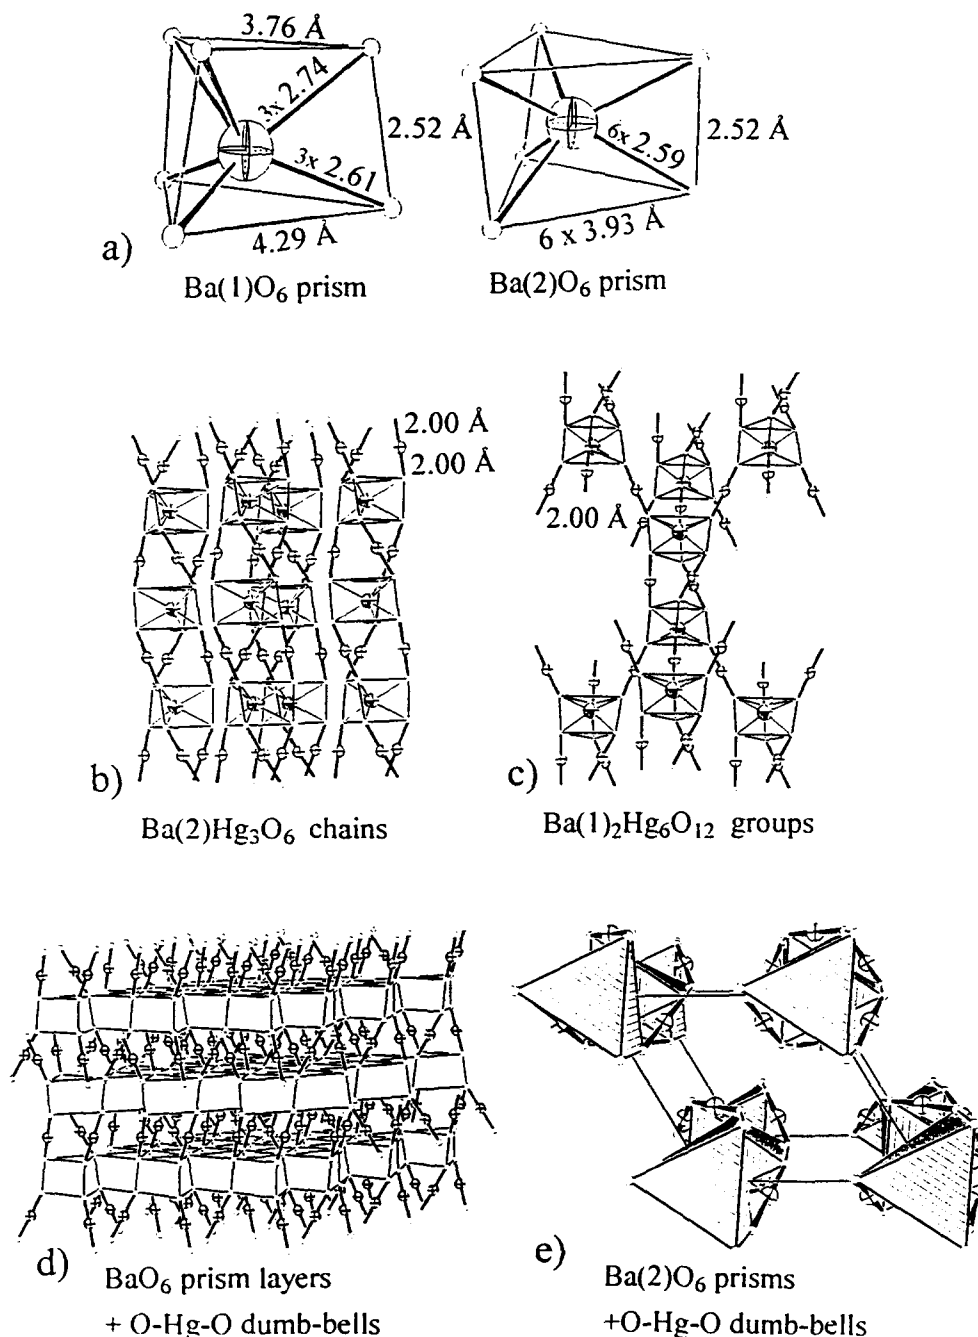 3.76 Å
3x 2.74
2.52 Å
3x 2.61
4.29 Å
6x 2.59
2.52 Å
6 x 3.93 Å
a)
Ba(1)O₆ prism
Ba(2)O₆ prism
2.00 Å
2.00 Å
2.00 Å
b)
Ba(2)Hg₃O₆ chains
c)
Ba(1)₂Hg₆O₁₂ groups
d)
BaO₆ prism layers
+ O-Hg-O dumb-bells
e)
Ba(2)O₆ prisms
+O-Hg-O dumb-bells